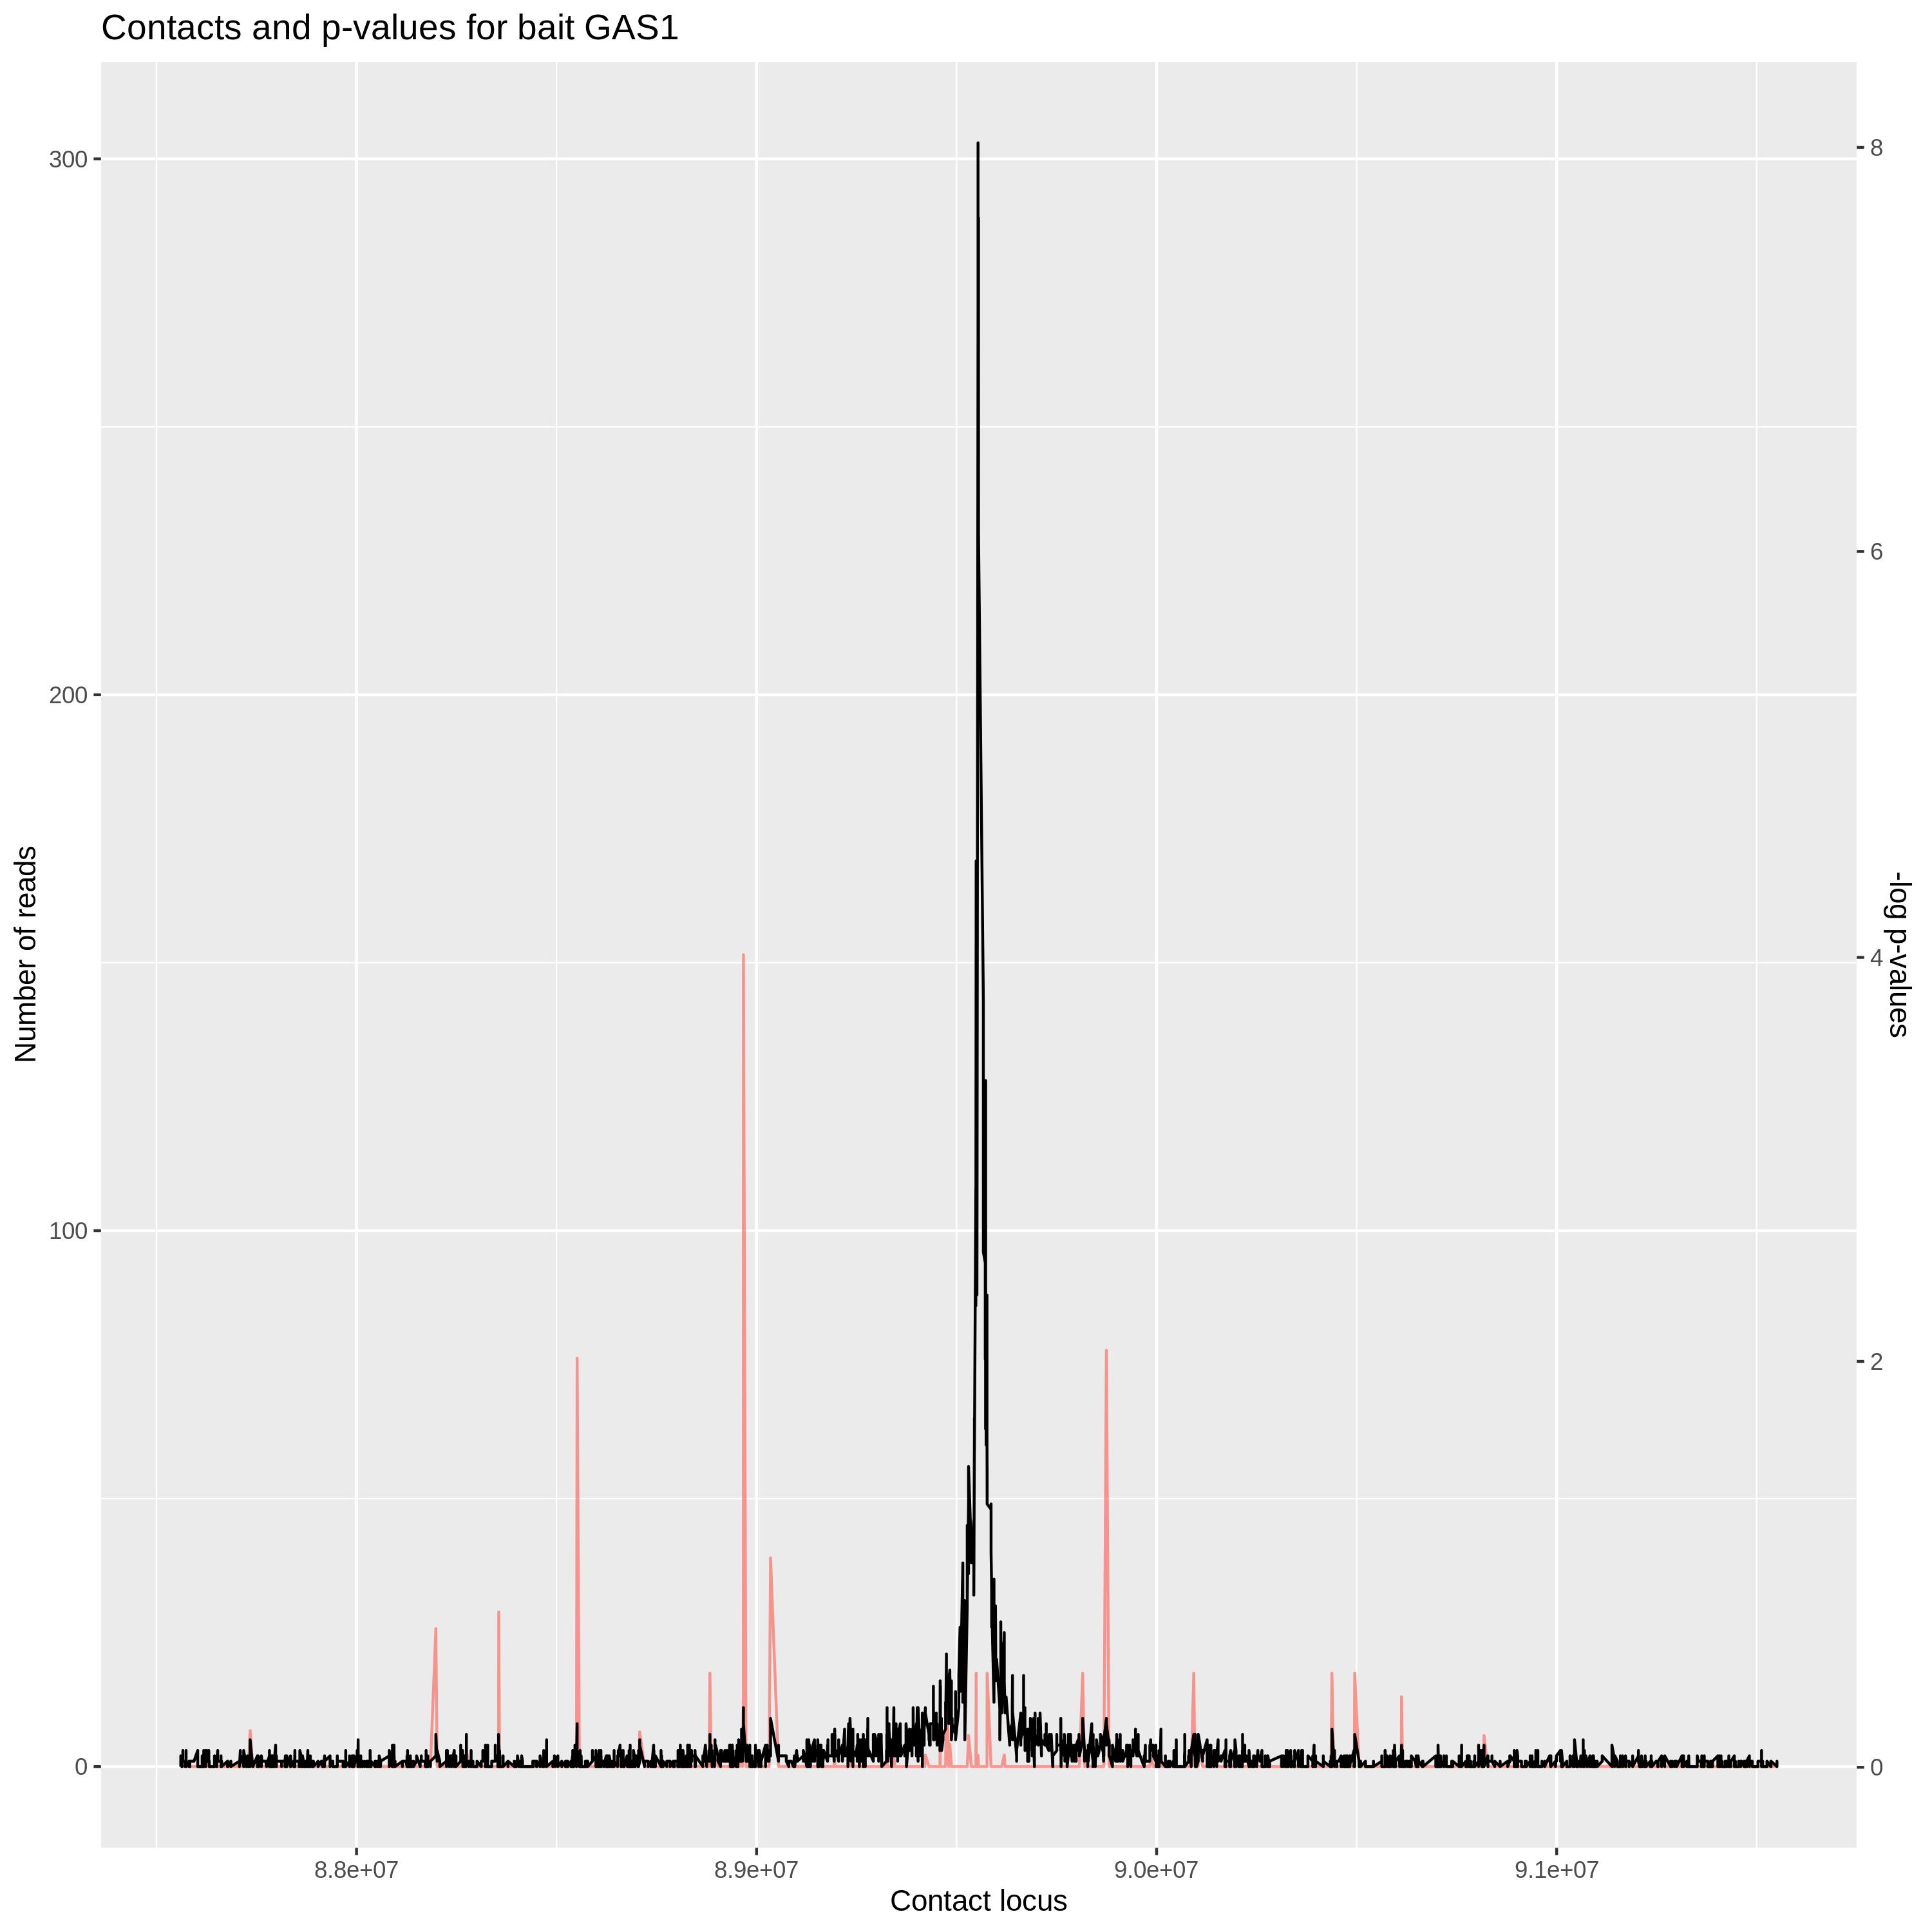 Contacts and p-values for bait GAS1
300
200
100
0
Number of reads
8
6
4
2
0
-log p-values
8.8e+07
8.9e+07
9.0e+07
9.1e+07
Contact locus